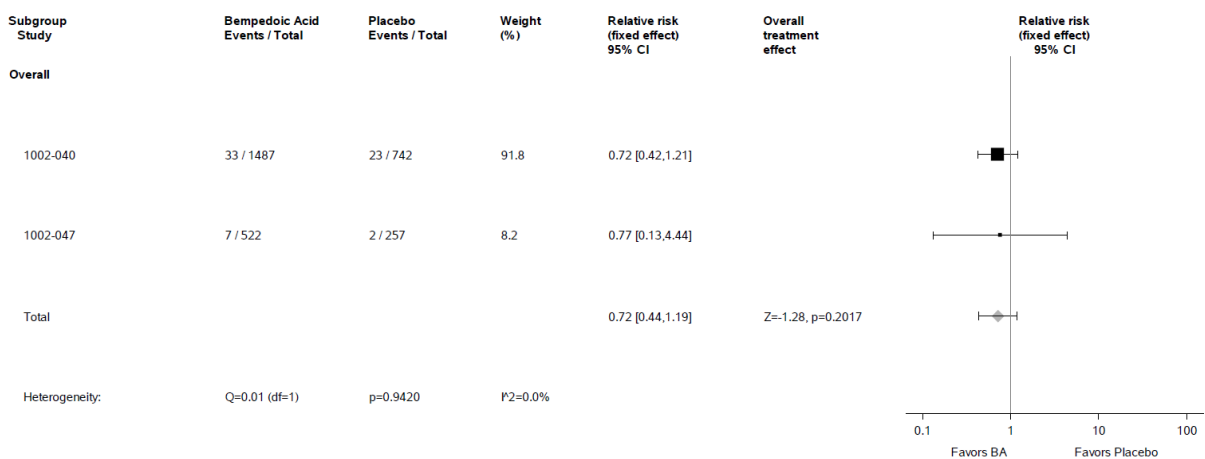 Subgroup Bempedoic Acid Placebo Weight Relative risk Overall Relative risk
Study Events / Total Events / Total (%) (fixed effect) treatment (fixed effect)
95% CI effect 95% CI
Overall
1002-040 33 / 1487 23 / 742 91.8 0.72 [0.42,1.21]
1002-047 7 / 522 2 / 257 8.2 0.77 [0.13,4.44]
Total 0.72 [0.44,1.19] Z=-1.28, p=0.2017
Heterogeneity: Q=0.01 (df=1) p=0.9420 I^2=0.0%
0.1 1 10 100
Favors BA Favors Placebo